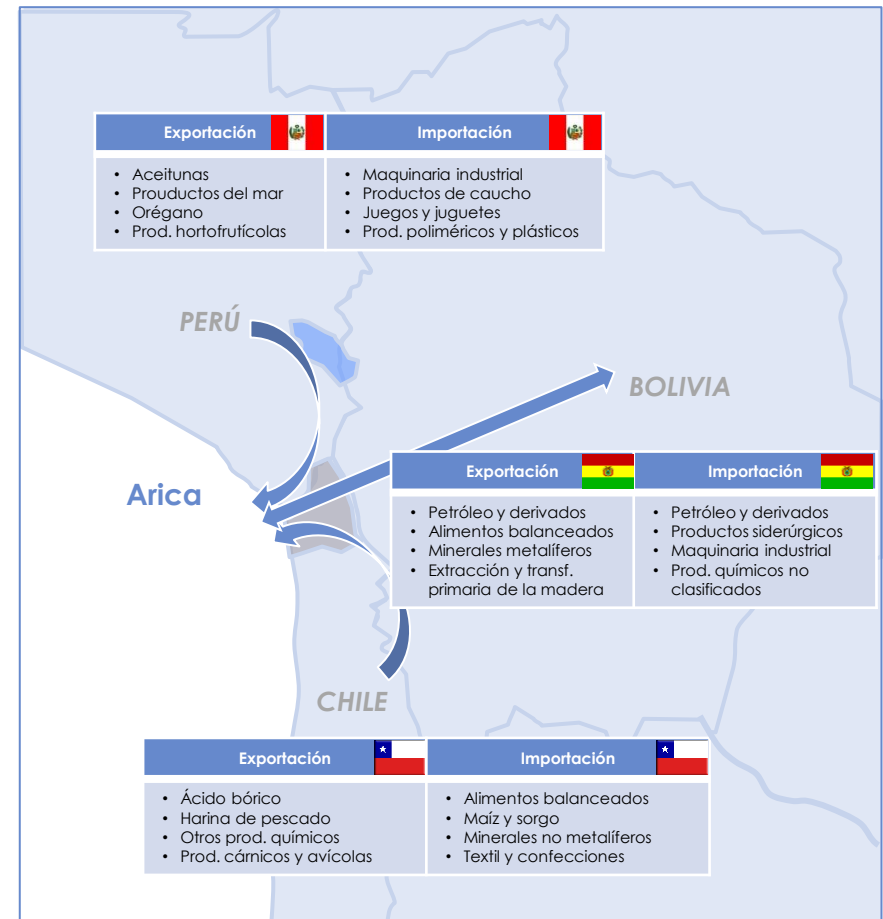 Exportación
Importación
• Aceitunas
• Prouductos del mar
• Orégano
• Prod. hortofrutícolas
• Maquinaria industrial
• Productos de caucho
• Juegos y juguetes
• Prod. poliméricos y plásticos
PERÚ
BOLIVIA
Arica
Exportación
Importación
• Petróleo y derivados
• Alimentos balanceados
• Minerales metalíferos
• Extracción y transf.
primaria de la madera
• Petróleo y derivados
• Productos siderúrgicos
• Maquinaria industrial
• Prod. químicos no
clasificados
CHILE
Exportación
Importación
• Ácido bórico
• Harina de pescado
• Otros prod. químicos
• Prod. cárnicos y avícolas
• Alimentos balanceados
• Maíz y sorgo
• Minerales no metalíferos
• Textil y confecciones